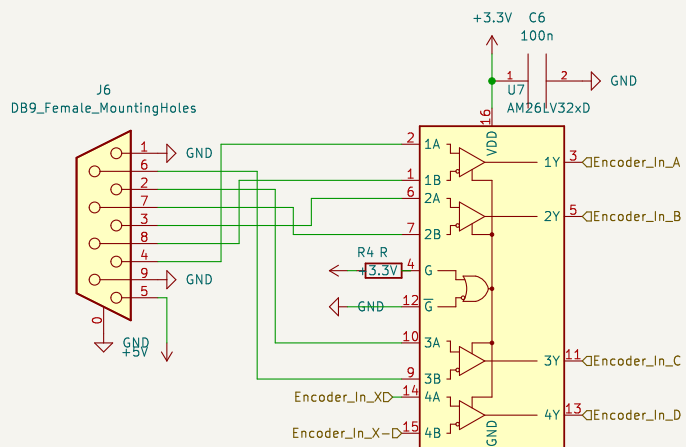 +3.3V
C6
100n
1
2
GND
U7
AM26LV32xD
J6
DB9_Female_MountingHoles
16
VDD
1
GND
6
2
7
3
8
4
9
GND
5
0
GND
+5V
2
1A
1
1B
6
2A
7
2B
R4 R
+3.3V
4
G
GND
12
G
10
3A
9
3B
Encoder_In_X
14
4A
Encoder_In_X-
15
4B
GND
1Y
3
Encoder_In_A
2Y
5
Encoder_In_B
3Y
11
Encoder_In_C
4Y
13
Encoder_In_D